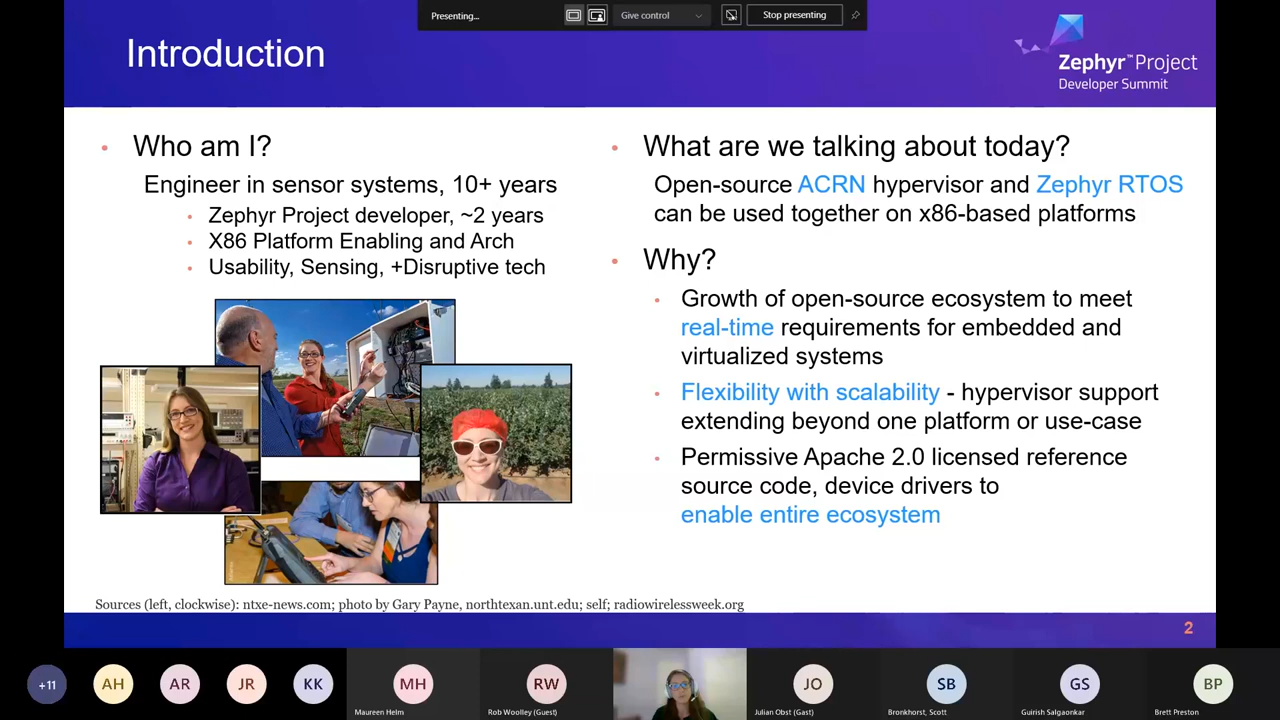 Presenting...
Give control
Stop presenting
Introduction
Zephyr™Project
Developer Summit
• Who am I?
Engineer in sensor systems, 10+ years
• Zephyr Project developer, ~2 years
• X86 Platform Enabling and Arch
• Usability, Sensing, +Disruptive tech
Sources (left, clockwise): ntxe-news.com; photo by Gary Payne, northtexan.unt.edu; self; radiowirelessweek.org
• What are we talking about today?
Open-source ACRN hypervisor and Zephyr RTOS
can be used together on x86-based platforms
• Why?
• Growth of open-source ecosystem to meet
real-time requirements for embedded and
virtualized systems
• Flexibility with scalability - hypervisor support
extending beyond one platform or use-case
• Permissive Apache 2.0 licensed reference
source code, device drivers to
enable entire ecosystem
2
+11
AH
AR
JR
KK
MH
Maureen Helm
RW
Rob Woolley (Guest)
JO
Julian Obst (Gast)
SB
Bronkhorst, Scott
GS
Guirish Salgaonkar
BP
Brett Preston